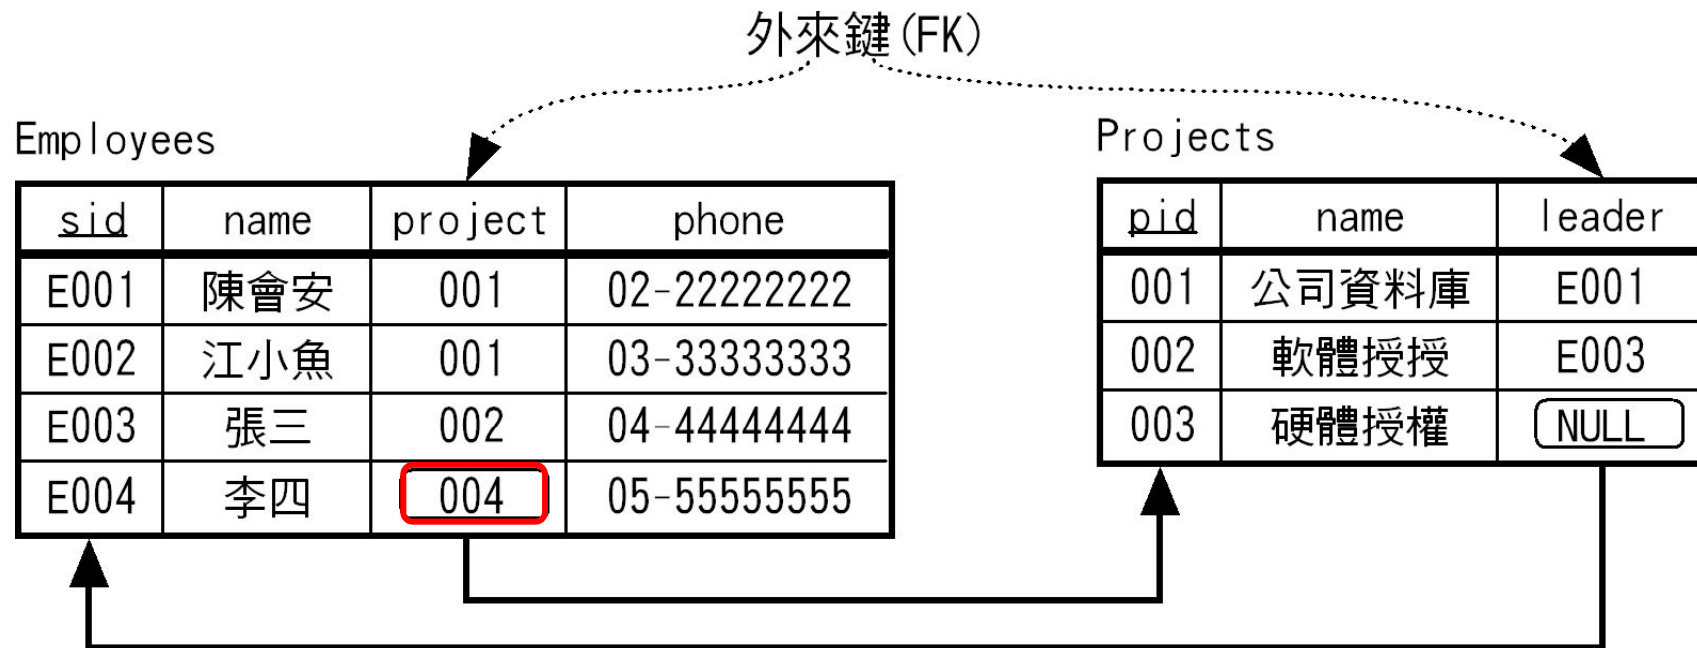 外來鍵(FK)
Employees
sid name project phone
E001 陳會安 001 02-22222222
E002 江小魚 001 03-33333333
E003 張三 002 04-44444444
E004 李四 004 05-55555555
Projects
pid name leader
001 公司資料庫 E001
002 軟體授授 E003
003 硬體授權 NULL